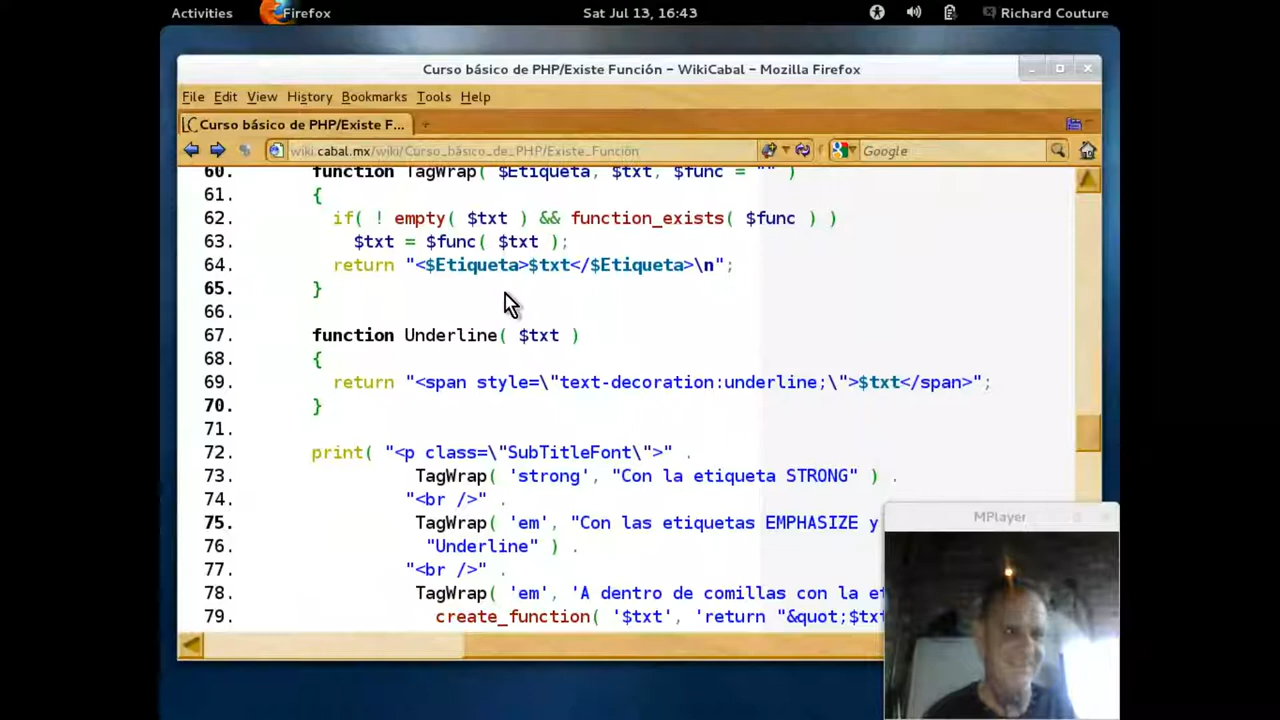 Activities Firefox Sat Jul 13, 16:43 Richard Couture
Curso básico de PHP/Existe Función – WikiCabal – Mozilla Firefox
File Edit View History Bookmarks Tools Help
Curso básico de PHP/Existe F...
wiki.cabal.mx/wiki/Curso_básico_de_PHP/Existe_Función Google
60. function TagWrap( $Etiqueta, $txt, $func = "" )
61. {
62. if( ! empty( $txt ) && function_exists( $func ) )
63. $txt = $func( $txt );
64. return "<$Etiqueta>$txt</$Etiqueta>\n";
65. }
66.
67. function Underline( $txt )
68. {
69. return "<span style=\"text-decoration:underline;\">$txt</span>";
70. }
71.
72. print( "<p class=\"SubTitleFont\">" .
73. TagWrap( 'strong', "Con la etiqueta STRONG" ) .
74. "<br />" .
75. TagWrap( 'em', "Con las etiquetas EMPHASIZE y
76. "Underline" ) .
77. "<br />" .
78. TagWrap( 'em', 'A dentro de comillas con la et
79. create_function( '$txt', 'return "&quot;$txt
MPlayer